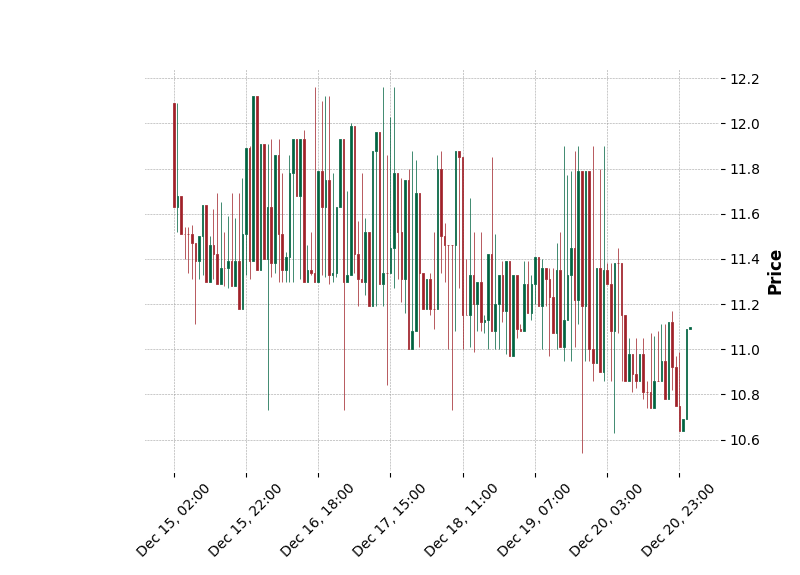 12.2
12.0
11.8
11.6
11.4
11.2
11.0
10.8
10.6
Price
Dec 15, 02:00
Dec 15, 22:00
Dec 16, 18:00
Dec 17, 15:00
Dec 18, 11:00
Dec 19, 07:00
Dec 20, 03:00
Dec 20, 23:00